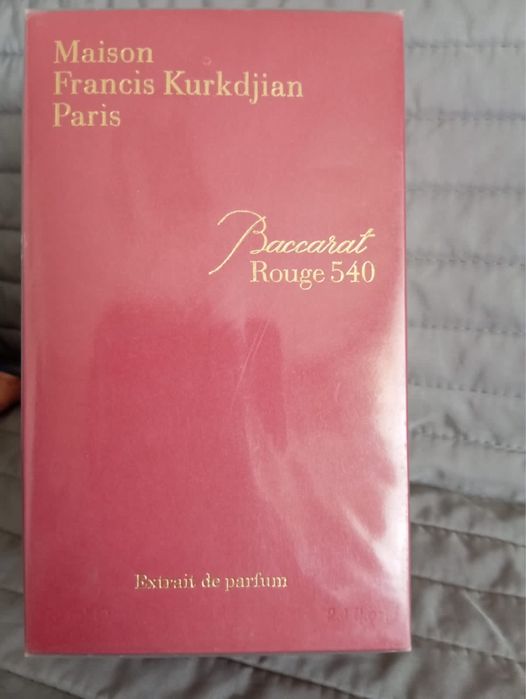 Maison
Francis Kurkdjian
Paris
Baccarat
Rouge 540
Extrait de parfum